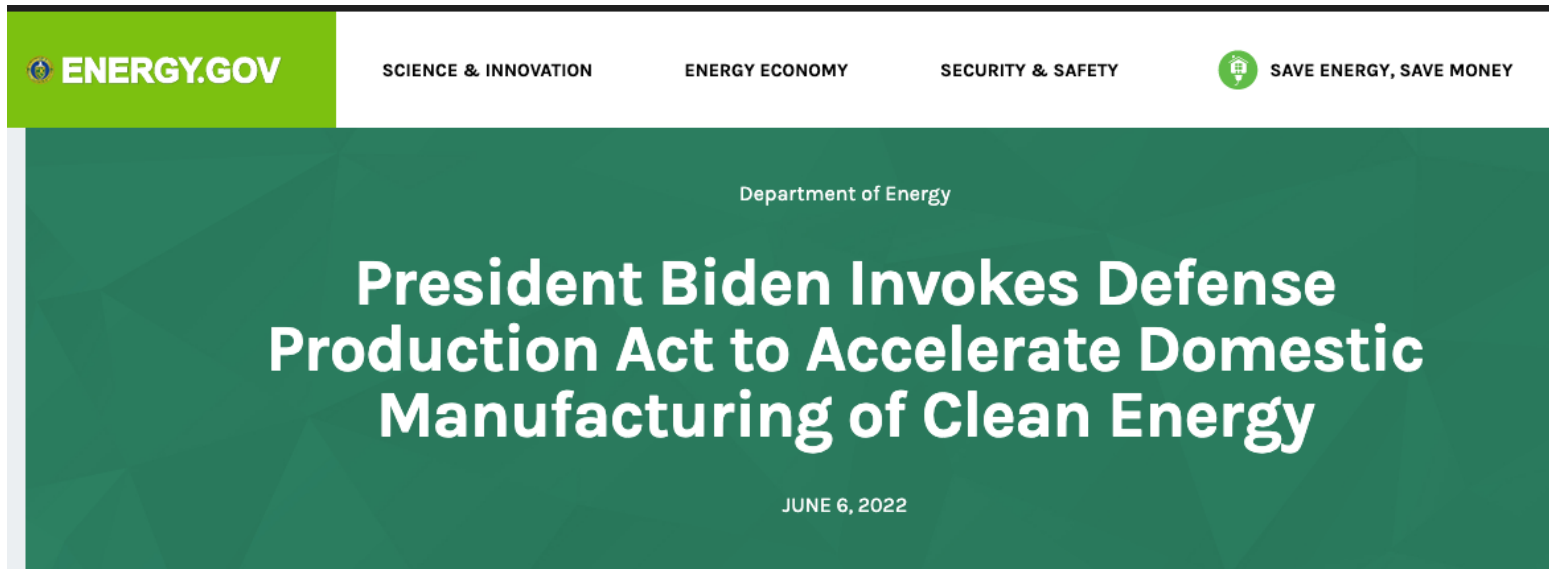 ENERGY.GOV
SCIENCE & INNOVATION
ENERGY ECONOMY
SECURITY & SAFETY
SAVE ENERGY, SAVE MONEY
Department of Energy
President Biden Invokes Defense
Production Act to Accelerate Domestic
Manufacturing of Clean Energy
JUNE 6, 2022